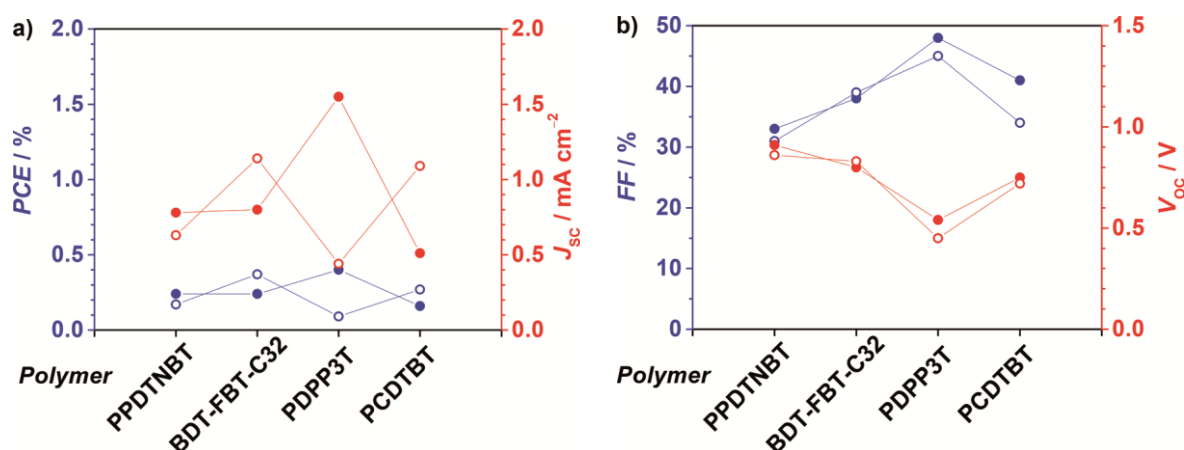 a)
2.0
1.5
1.0
0.5
0.0
PCE / %
2.0
1.5
1.0
0.5
0.0
J_SC / mA cm⁻²
Polymer
PPDTNBT
BDT-FBT-C32
PDPP3T
PCDTBT
b)
50
40
30
20
10
0
FF / %
1.5
1.0
0.5
0.0
V_OC / V
Polymer
PPDTNBT
BDT-FBT-C32
PDPP3T
PCDTBT